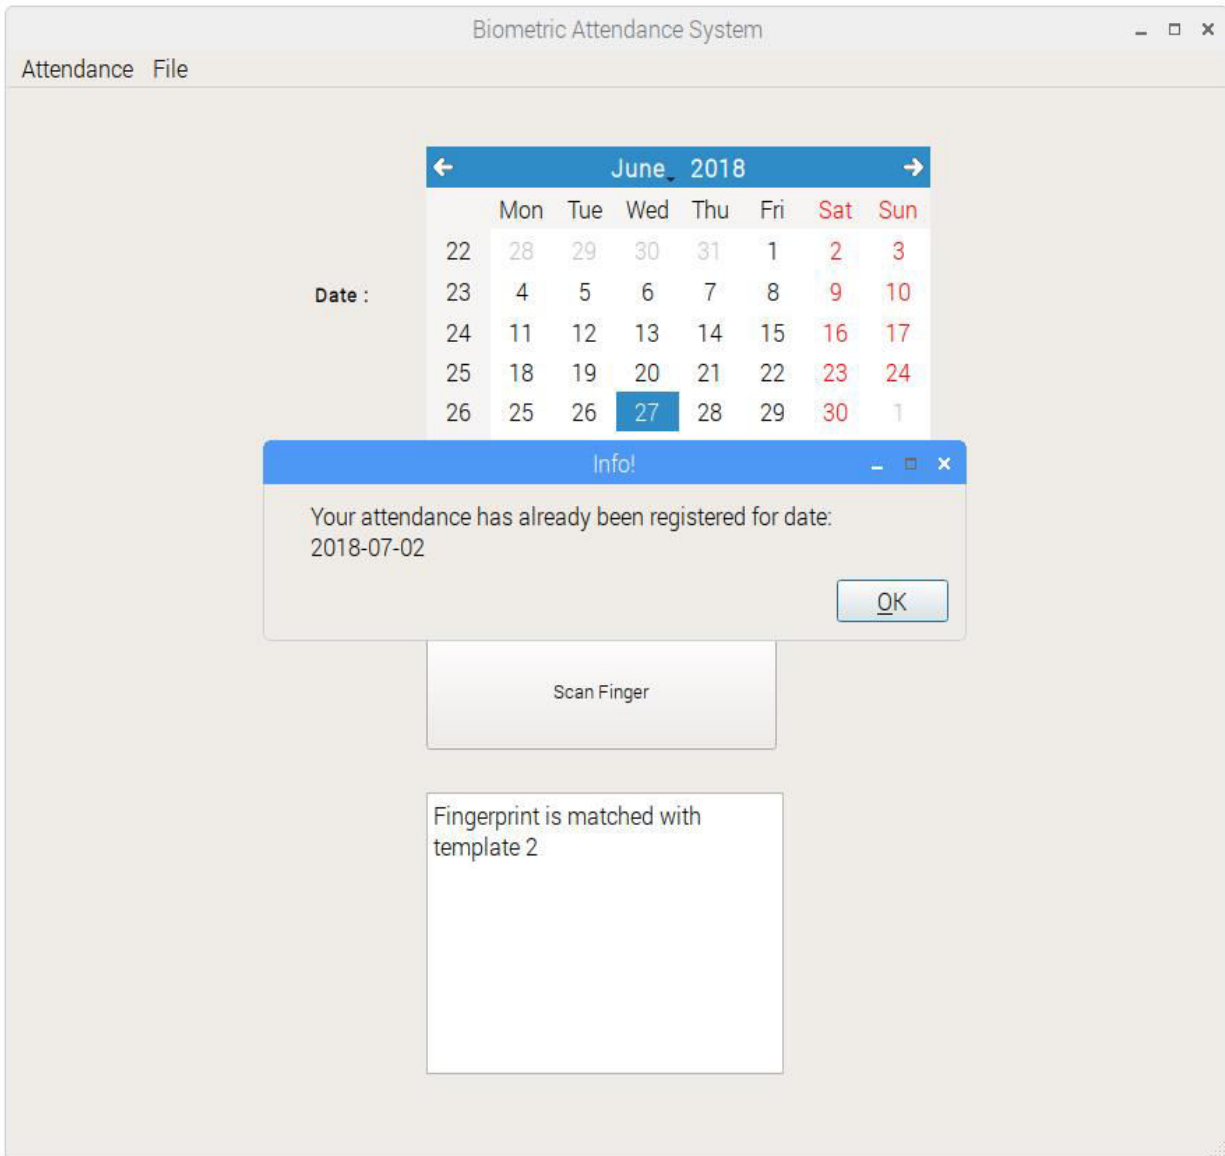 Biometric Attendance System
Attendance File
June 2018
Mon Tue Wed Thu Fri Sat Sun
22 28 29 30 31 1 2 3
Date :
23 4 5 6 7 8 9 10
24 11 12 13 14 15 16 17
25 18 19 20 21 22 23 24
26 25 26 27 28 29 30 1
Info!
Your attendance has already been registered for date:
2018-07-02
OK
Scan Finger
Fingerprint is matched with
template 2